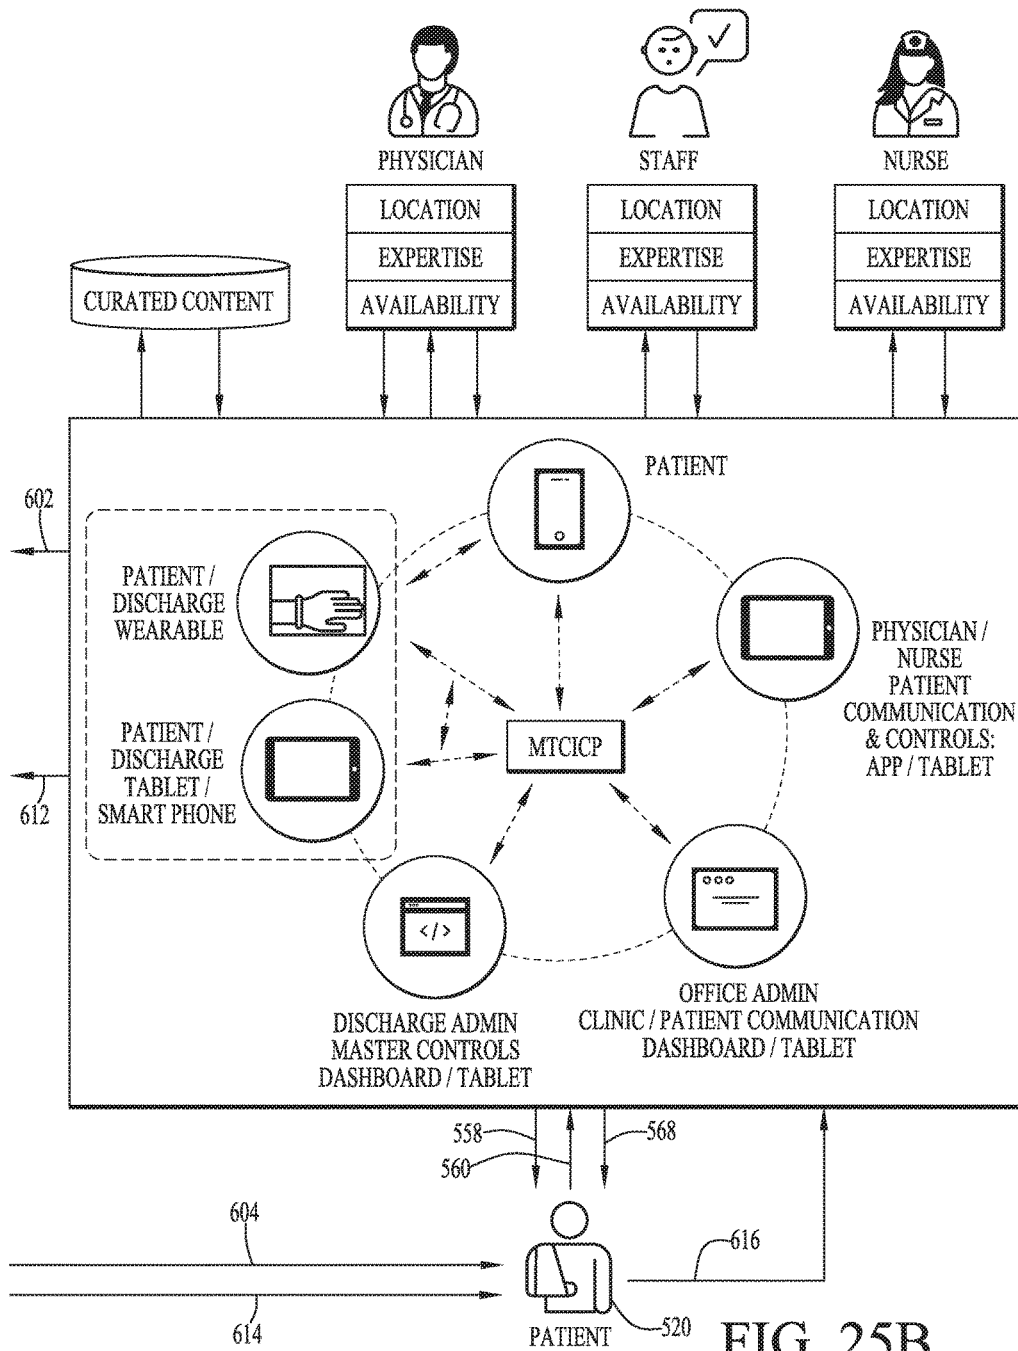 PHYSICIAN
STAFF
NURSE
LOCATION
EXPERTISE
AVAILABILITY
LOCATION
EXPERTISE
AVAILABILITY
LOCATION
EXPERTISE
AVAILABILITY
CURATED CONTENT
602
612
PATIENT
PATIENT /
DISCHARGE
WEARABLE
PATIENT /
DISCHARGE
TABLET /
SMART PHONE
MTCICP
PHYSICIAN /
NURSE
PATIENT
COMMUNICATION
& CONTROLS:
APP / TABLET
</>
DISCHARGE ADMIN
MASTER CONTROLS
DASHBOARD / TABLET
OFFICE ADMIN
CLINIC / PATIENT COMMUNICATION
DASHBOARD / TABLET
558
560
568
604
614
616
520
PATIENT
FIG. 25B